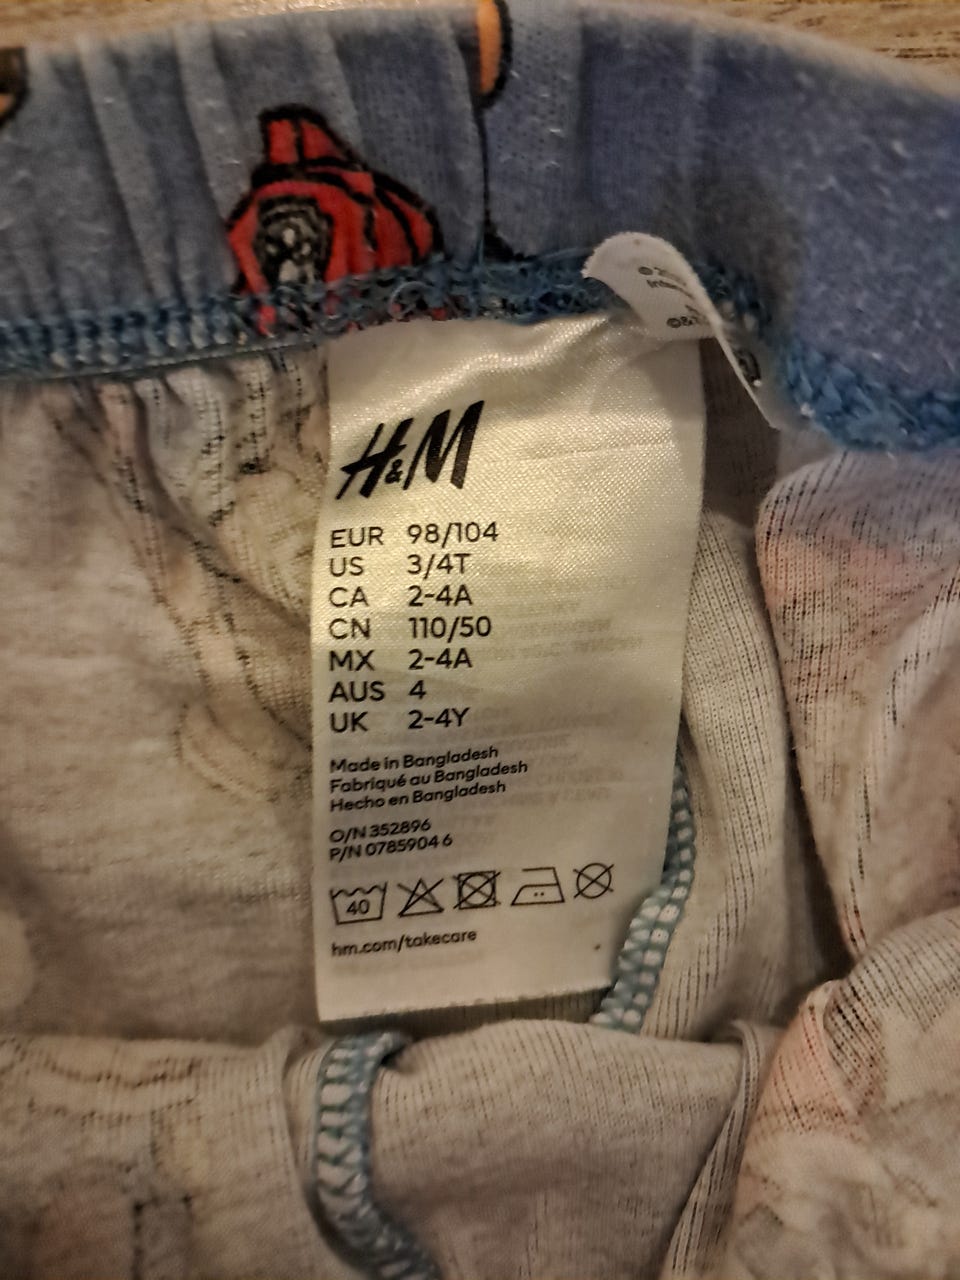 H&M
EUR 98/104
US 3/4T
CA 2-4A
CN 110/50
MX 2-4A
AUS 4
UK 2-4Y
Made in Bangladesh
Fabriqué au Bangladesh
Hecho en Bangladesh
O/N 352896
P/N 0785904 6
40
hm.com/takecare